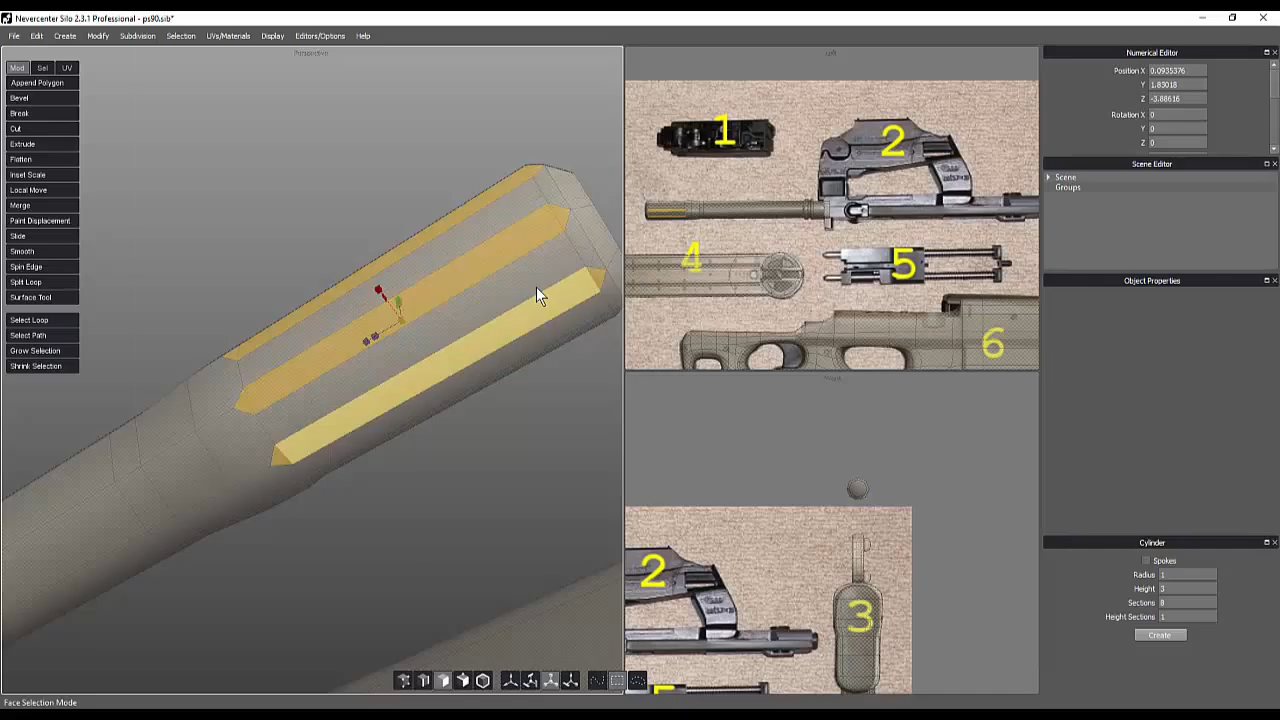 Nevercenter Silo 2.3.1 Professional - ps90.sib*
File Edit Create Modify Subdivision Selection UVs/Materials Display Editors/Options Help
Perspective
Mod Sel UV
Append Polygon
Bevel
Break
Cut
Extrude
Flatten
Inset Scale
Local Move
Merge
Paint Displacement
Slide
Smooth
Spin Edge
Split Loop
Surface Tool
Select Loop
Select Path
Grow Selection
Shrink Selection
Left
1
2
4
5
6
2
3
Numerical Editor
Position X 0.0935376
Y 1.83018
Z -3.88616
Rotation X 0
Y 0
Z 0
Scene Editor
Scene
Groups
Object Properties
Cylinder
Spokes
Radius 1
Height 3
Sections 8
Height Sections 1
Create
Face Selection Mode